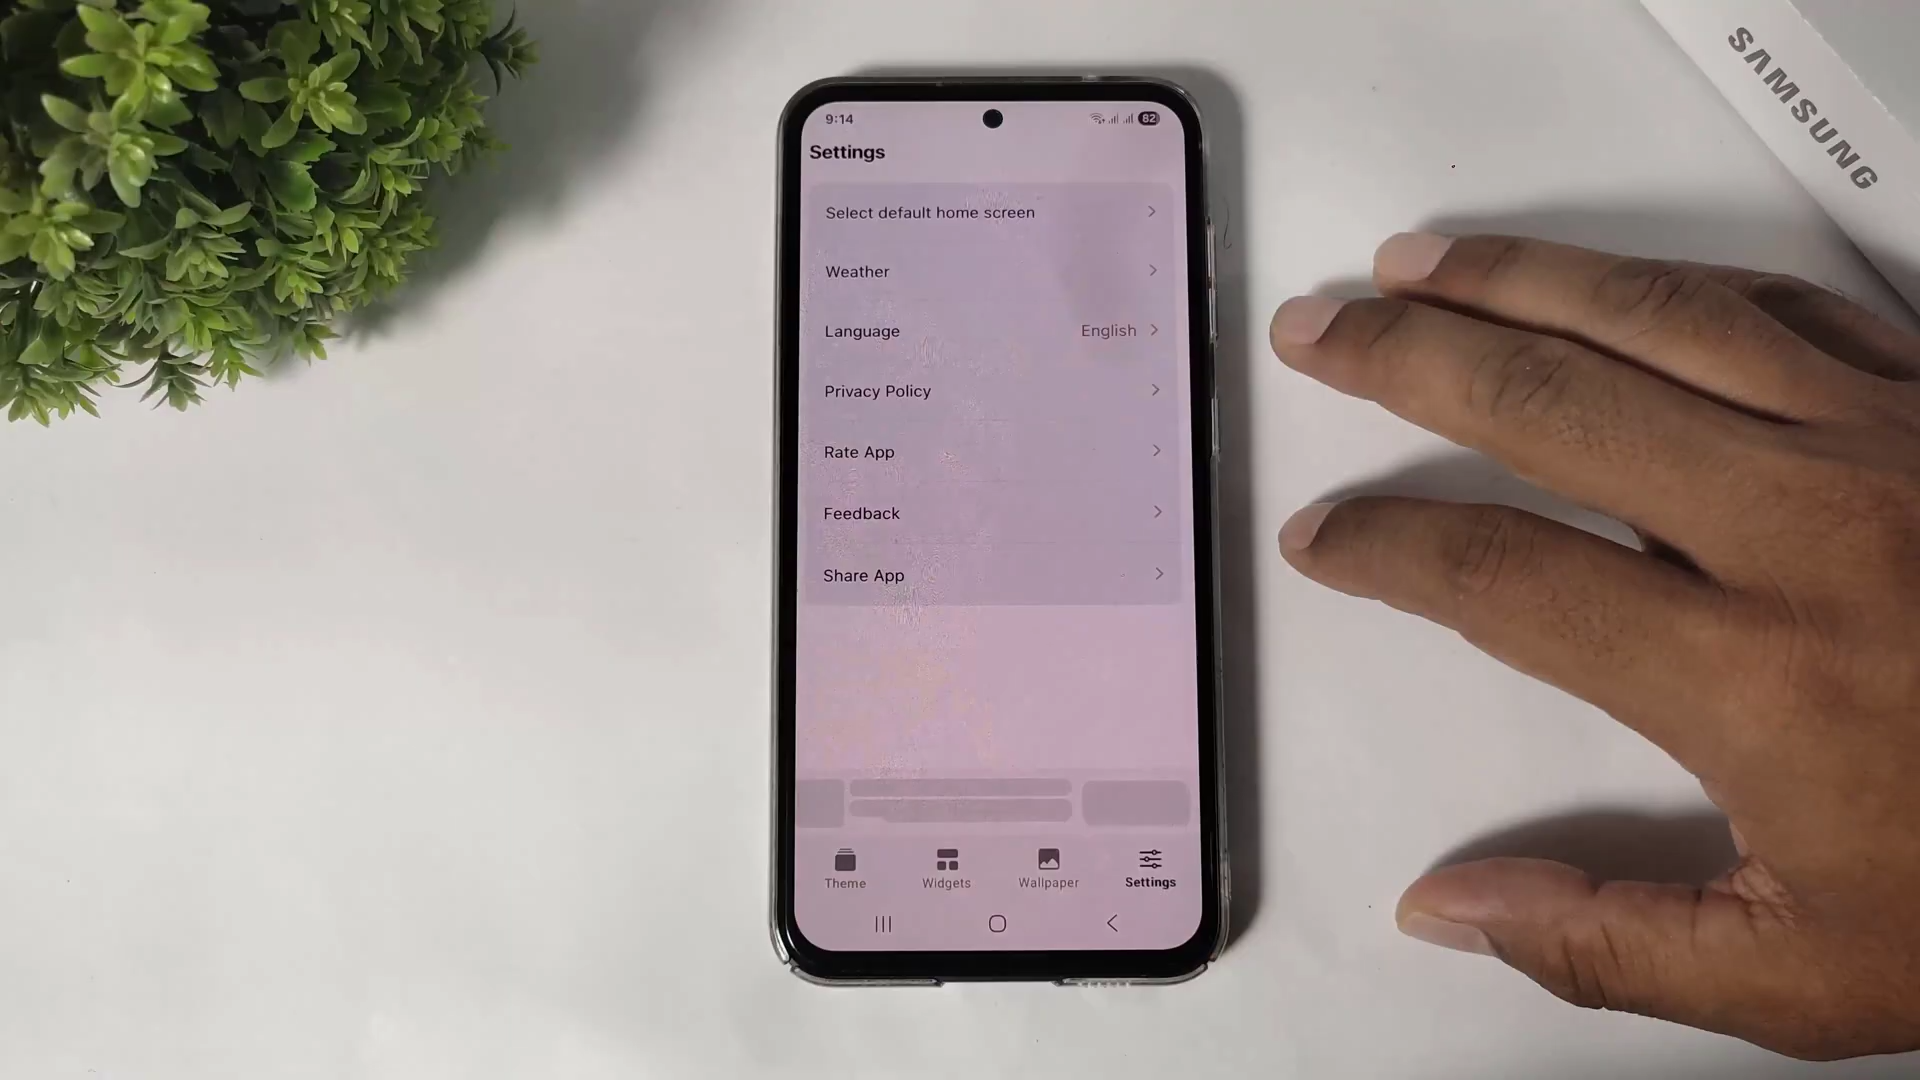 SAMSUNG
9:14
82
Settings
Select default home screen
Weather
Language English
Privacy Policy
Rate App
Feedback
Share App
Theme Widgets Wallpaper Settings